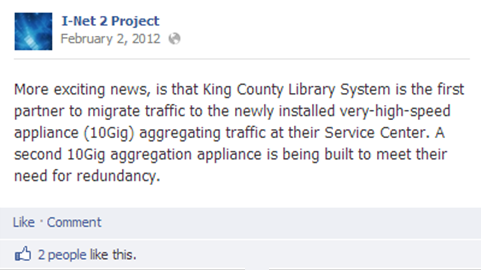 I-Net 2 Project
February 2, 2012
More exciting news, is that King County Library System is the first
partner to migrate traffic to the newly installed very-high-speed
appliance (10Gig) aggregating traffic at their Service Center. A
second 10Gig aggregation appliance is being built to meet their
need for redundancy.
Like · Comment
2 people like this.